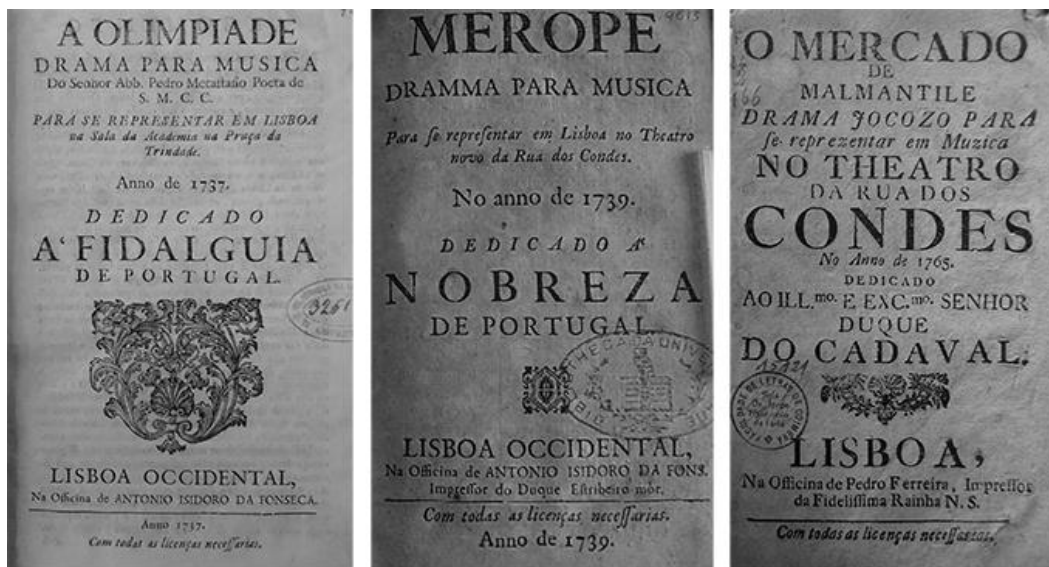 A OLIMPIADE
DRAMA PARA MUSICA
Do Senhor Abb. Pedro Metastasio Poeta de
S. M. C. C.
PARA SE REPRESENTAR EM LISBOA
na Sala da Academia na Praça da
Trindade.
Anno de 1737.
DEDICADO
A' FIDALGUIA
DE PORTUGAL.
3261
LISBOA OCCIDENTAL,
Na Officina de ANTONIO ISIDORO DA FONSECA.
Anno 1737.
Com todas as licenças neceſſarias.
MEROPE
DRAMMA PARA MUSICA
Para ſe repreſentar em Lisboa no Theatro
novo da Rua dos Condes.
No anno de 1739.
DEDICADO A'
NOBREZA
DE PORTUGAL.
LISBOA OCCIDENTAL,
Na Officina de ANTONIO ISIDORO DA FONS.
Impreſſor do Duque Eſtribeiro mòr.
Com todas as licenças neceſſarias.
Anno de 1739.
O MERCADO
DE
MALMANTILE
166
DRAMA JOCOZO PARA
ſe reprezentar em Muzica
NO THEATRO
DA RUA DOS
CONDES
No Anno de 1765.
DEDICADO
AO ILL.mo. E EXC.mo. SENHOR
DUQUE
DO CADAVAL.
15121
LISBOA,
Na Officina de Pedro Ferreira, Impreſſor
da Fideliſſima Rainha N. S.
Com todas as licenças neceſſarias.